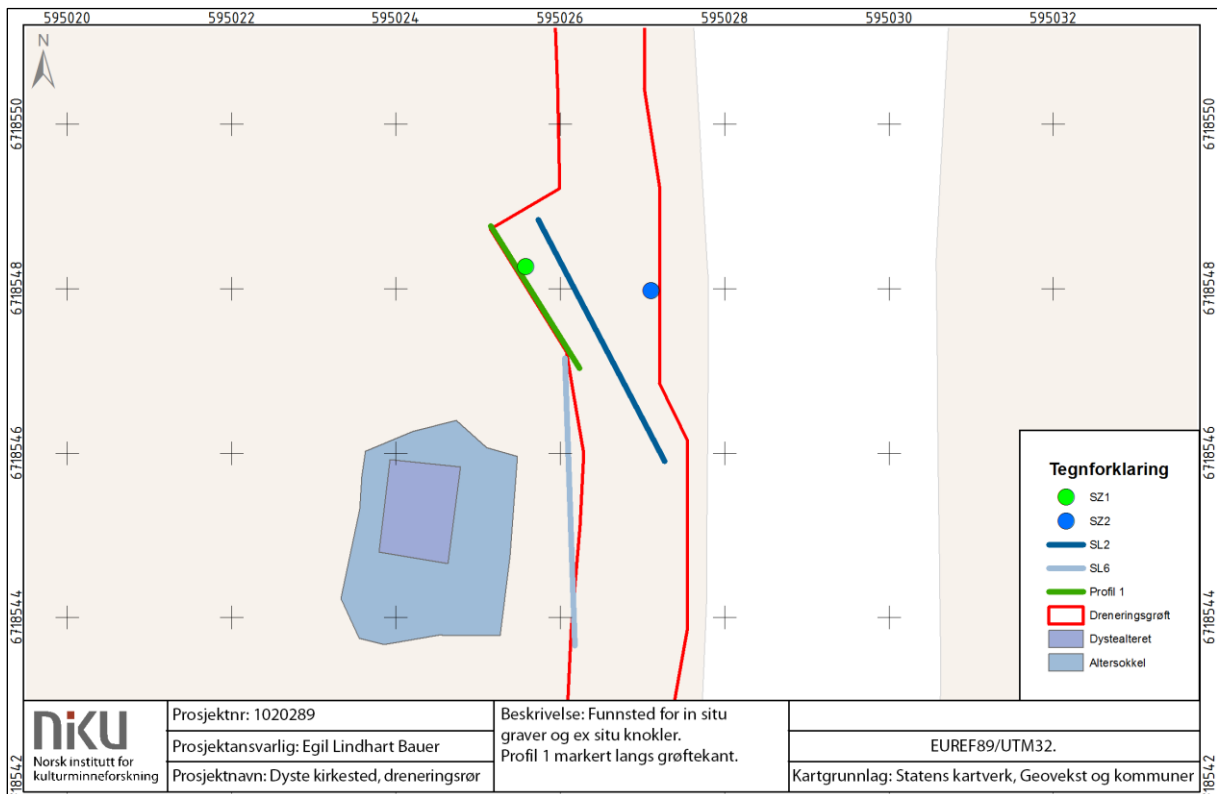 595020 595022 595024 595026 595028 595030 595032
N
6718550 6718550
6718548 6718548
6718546 6718546
6718544 6718544
718542 718542
Tegnforklaring
SZ1
SZ2
SL2
SL6
Profil 1
Dreneringsgrøft
Dystealteret
Altersokkel
niku
Norsk institutt for
kulturminneforskning
Prosjektnr: 1020289
Prosjektansvarlig: Egil Lindhart Bauer
Prosjektnavn: Dyste kirkested, dreneringsrør
Beskrivelse: Funnsted for in situ
graver og ex situ knokler.
Profil 1 markert langs grøftekant.
EUREF89/UTM32.
Kartgrunnlag: Statens kartverk, Geovekst og kommuner